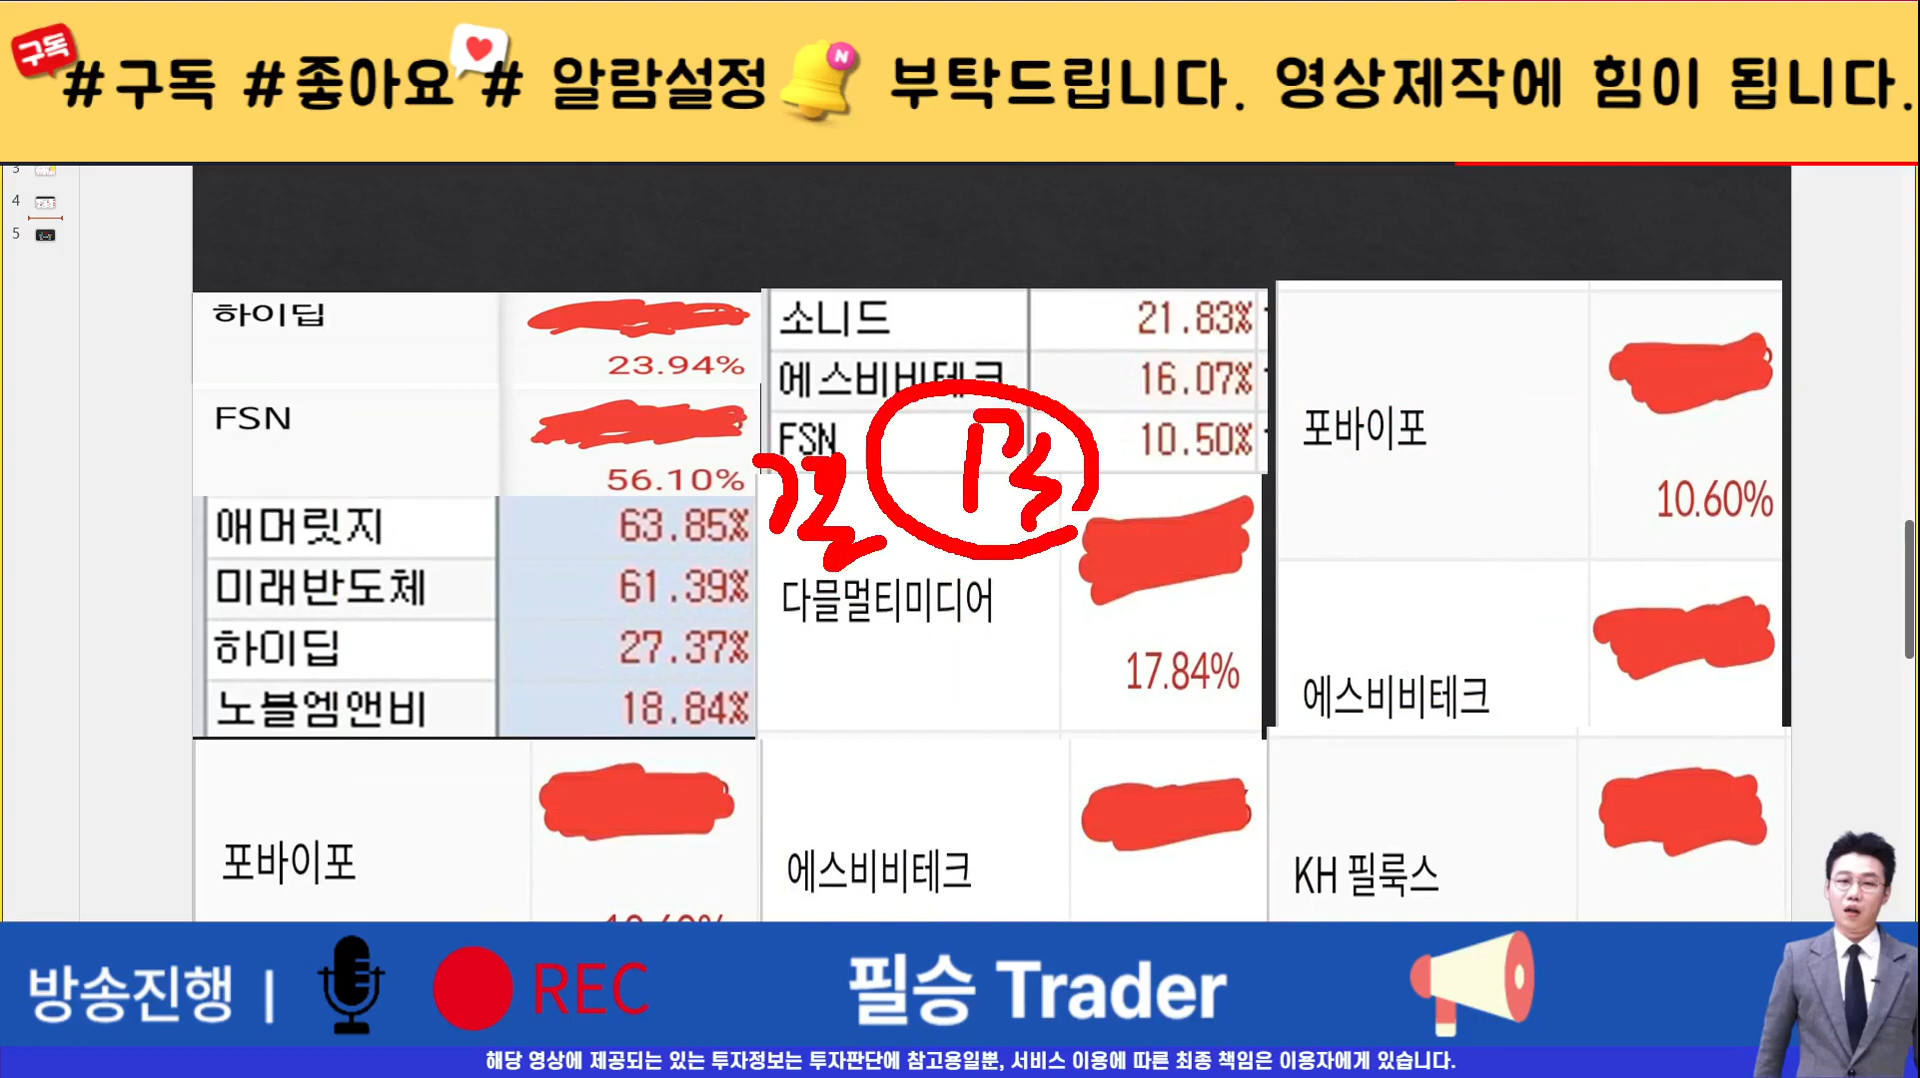 구독
#구독 #좋아요 # 알람설정 N 부탁드립니다. 영상제작에 힘이 됩니다.
3
4
5
하이딥
23.94%
FSN
56.10%
애머릿지 63.85%
미래반도체 61.39%
하이딥 27.37%
노블엠앤비 18.84%
소니드 21.83%
에스비비테크 16.07%
FSN 10.50%
다믈멀티미디어
17.84%
포바이포
10.60%
에스비비테크
포바이포
에스비비테크
KH 필룩스
방송진행 |
REC
필승 Trader
해당 영상에 제공되는 있는 투자정보는 투자판단에 참고용일뿐, 서비스 이용에 따른 최종 책임은 이용자에게 있습니다.